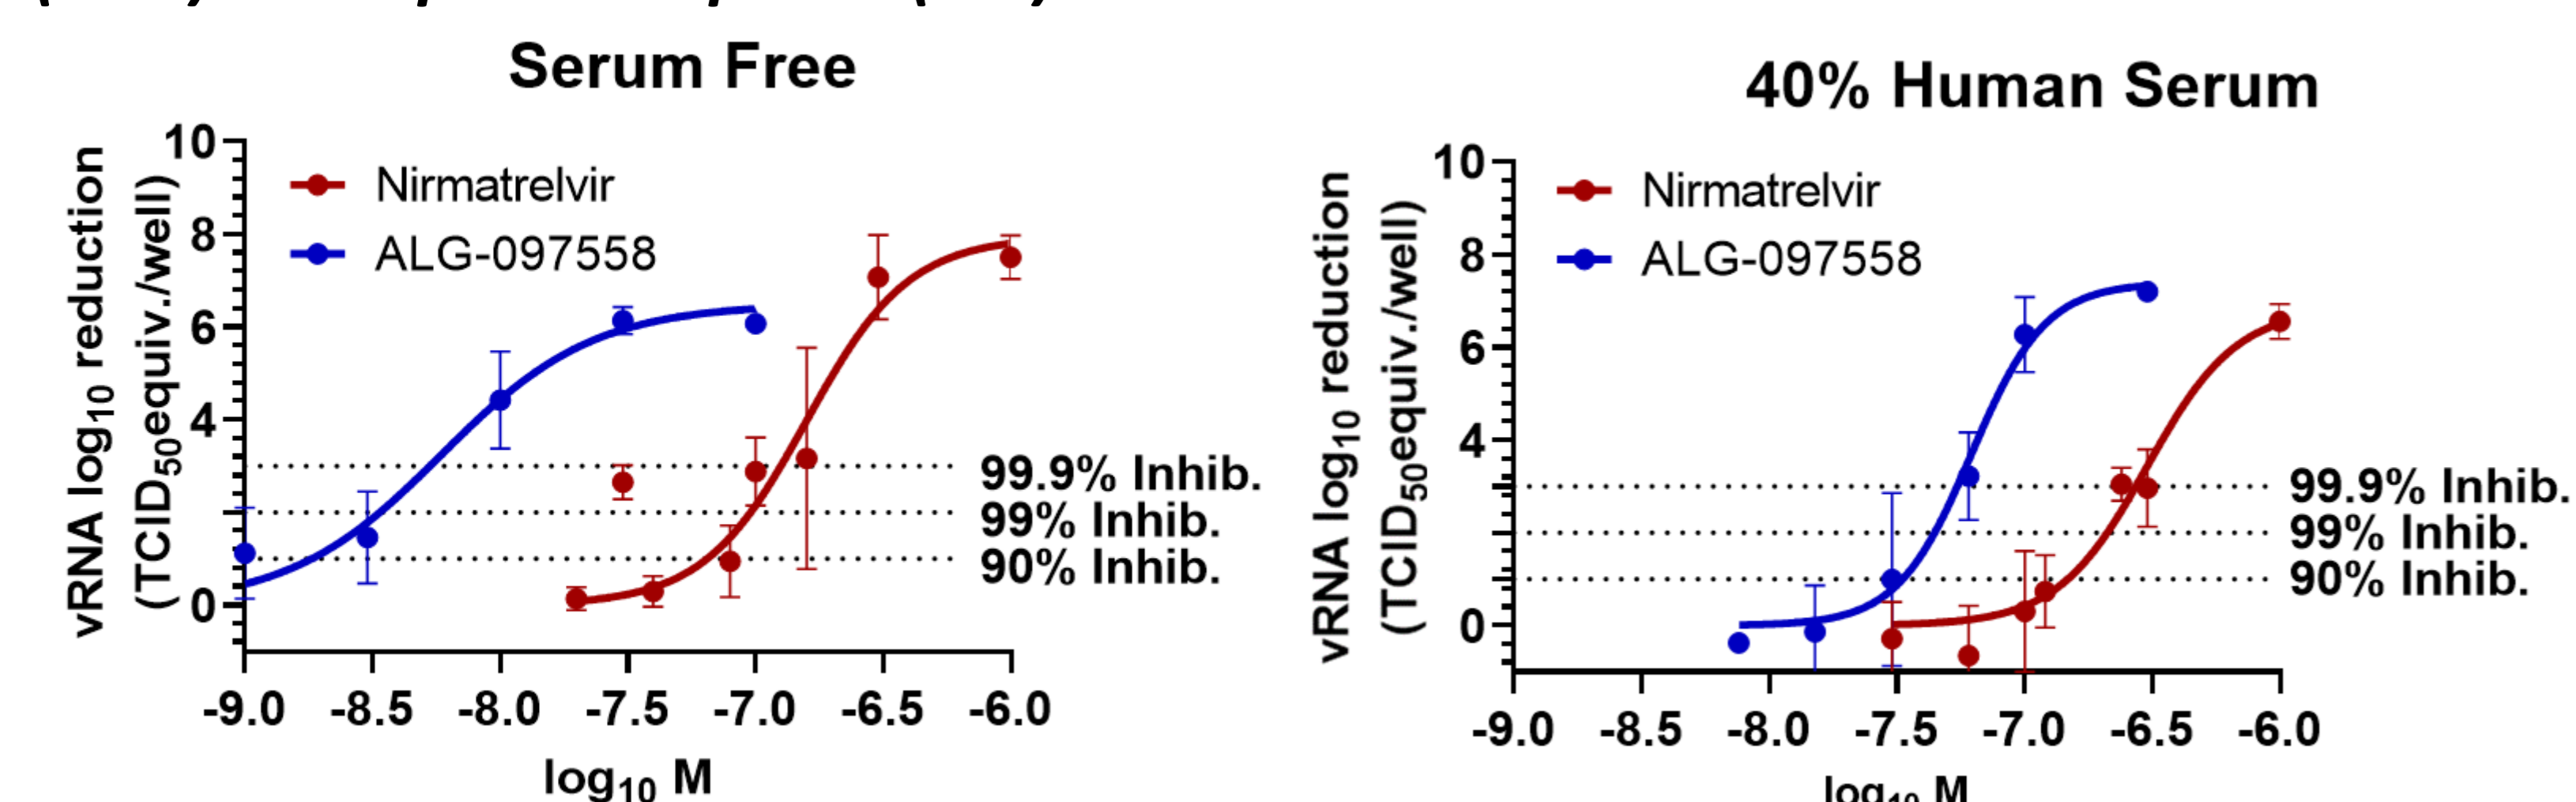 Serum Free
10
8
6
4
0
vRNA log10 reduction
(TCID50equiv./well)
Nirmatrelvir
ALG-097558
99.9% Inhib.
99% Inhib.
90% Inhib.
-9.0 -8.5 -8.0 -7.5 -7.0 -6.5 -6.0
log10 M
40% Human Serum
10
8
6
4
0
vRNA log10 reduction
(TCID50equiv./well)
Nirmatrelvir
ALG-097558
99.9% Inhib.
99% Inhib.
90% Inhib.
-9.0 -8.5 -8.0 -7.5 -7.0 -6.5 -6.0
log10 M